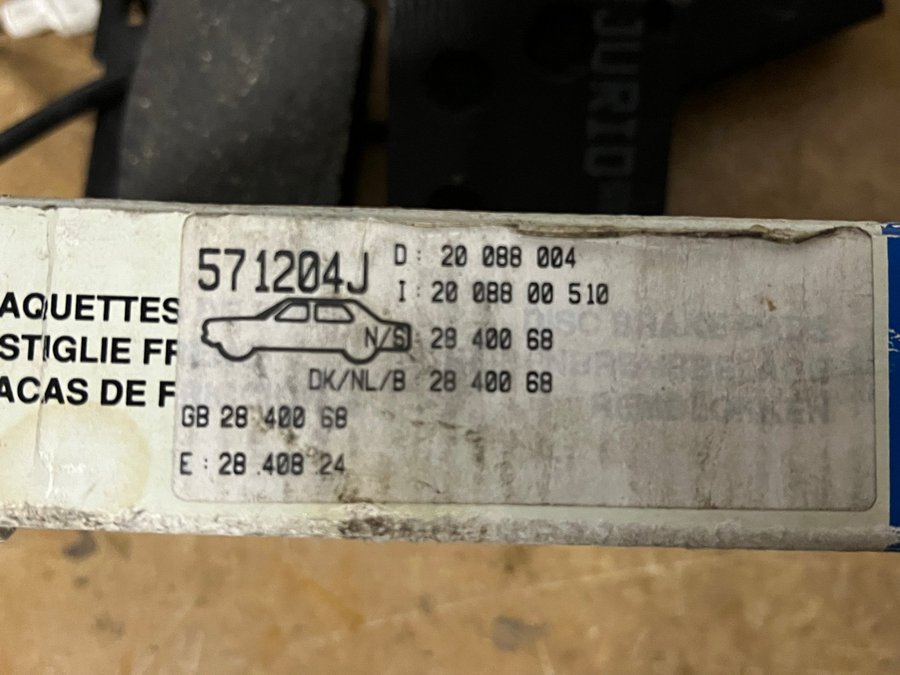 JURID
571204J
D: 20 088 004
I: 20 088 00 510
N/S: 28 400 68
DK/NL/B: 28 400 68
GB 28 400 68
E: 28 408 24
AQUETTES
STIGLIE FR
ACAS DE F
DISC BRAKE PADS